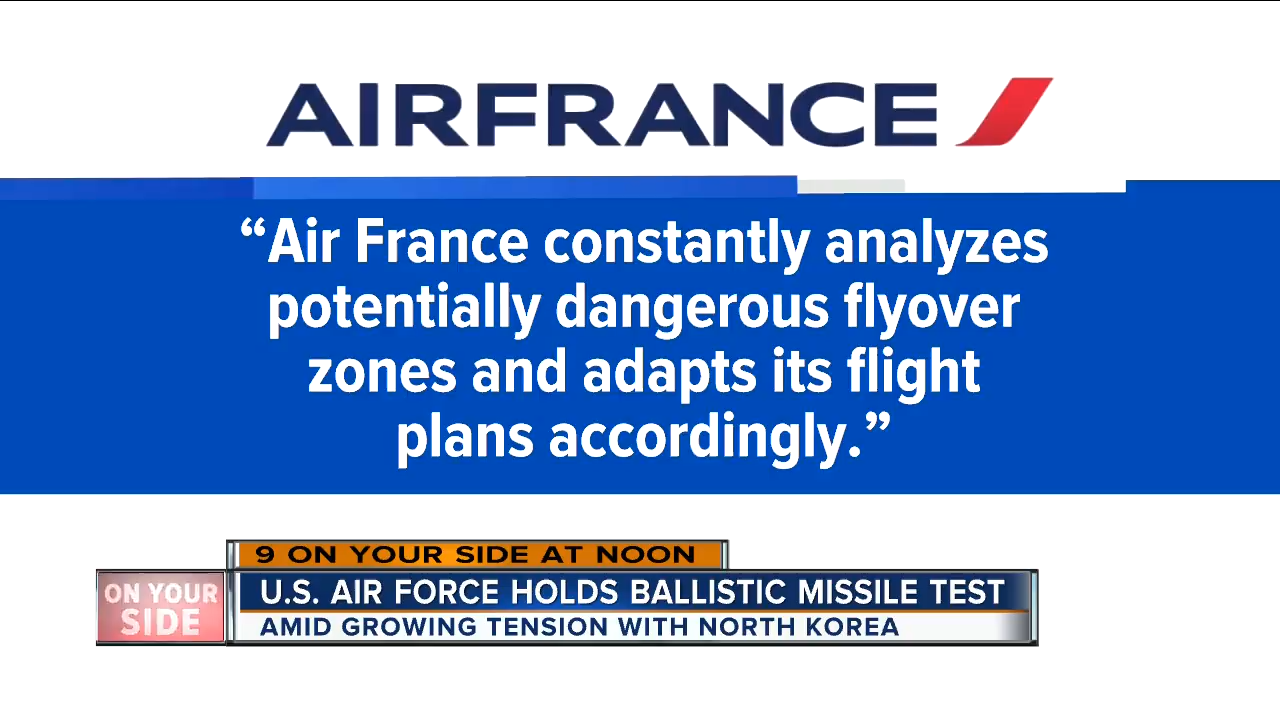 AIRFRANCE
“Air France constantly analyzes
potentially dangerous flyover
zones and adapts its flight
plans accordingly.”
9 ON YOUR SIDE AT NOON
ON YOUR
SIDE
U.S. AIR FORCE HOLDS BALLISTIC MISSILE TEST
AMID GROWING TENSION WITH NORTH KOREA